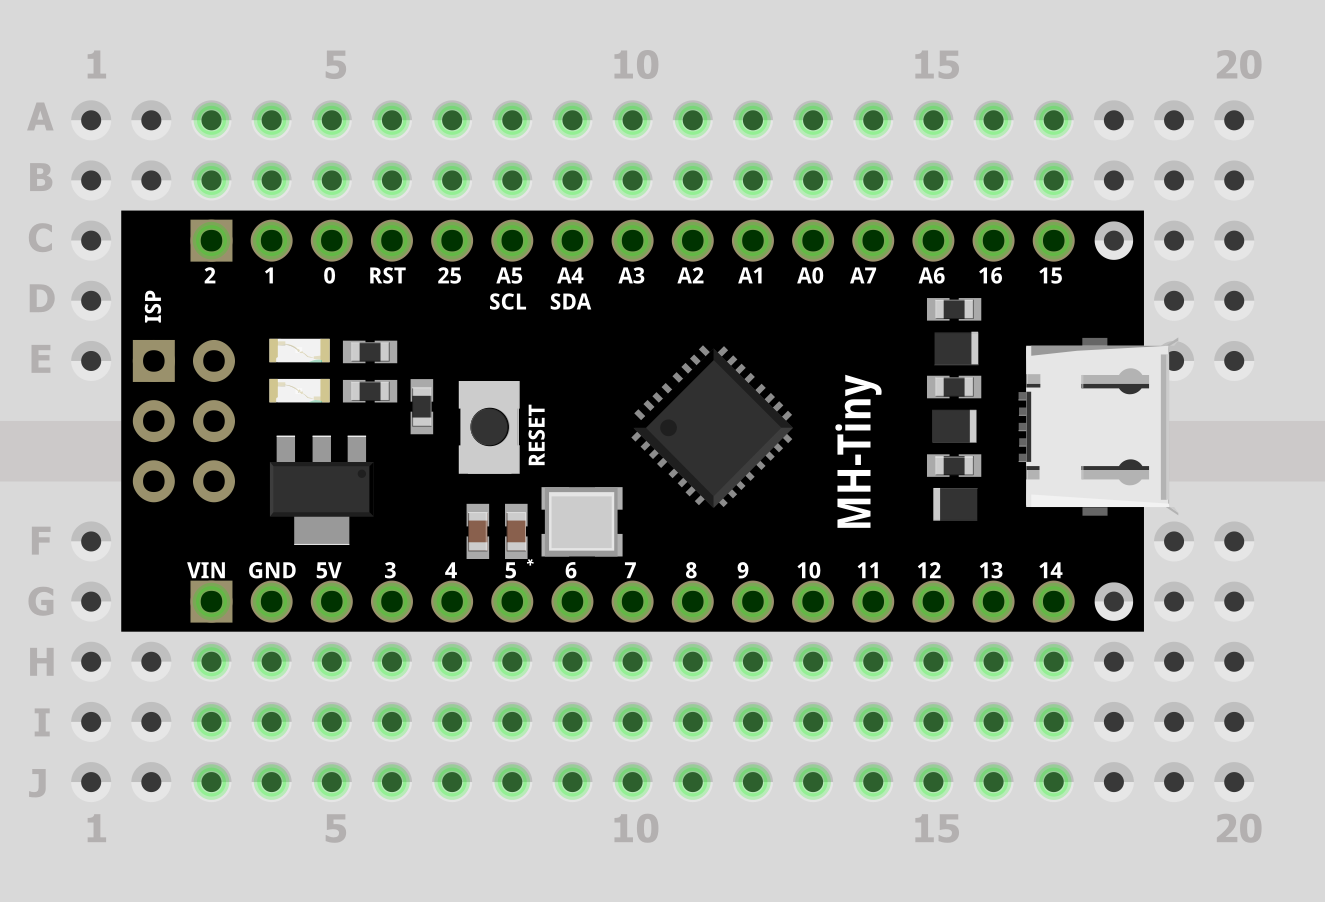 1 5 10 15 20
A
B
C
2 1 0 RST 25 A5 A4 A3 A2 A1 A0 A7 A6 16 15
SCL SDA
D
ISP
E
RESET
MH-Tiny
F
VIN GND 5V 3 4 5 * 6 7 8 9 10 11 12 13 14
G
H
I
J
1 5 10 15 20